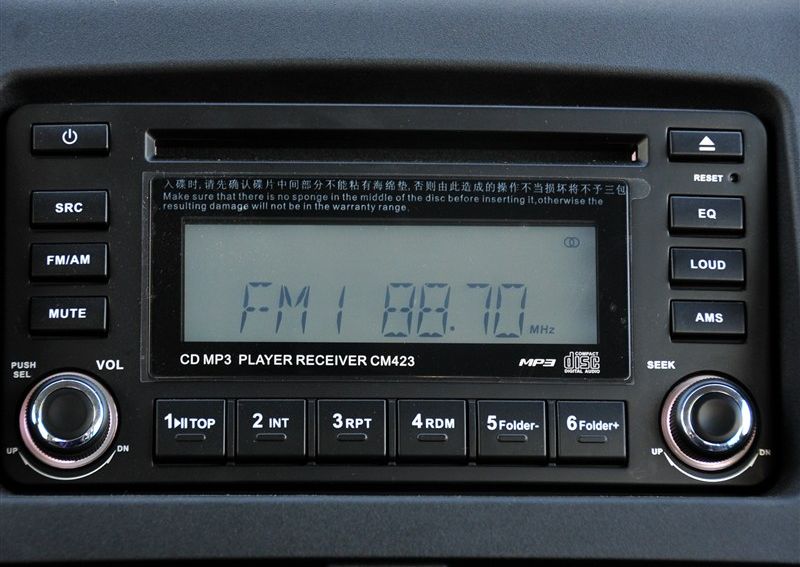 入碟时,请先确认碟片中间部分不能粘有海绵垫,否则由此造成的操作不当损坏将不予三包
Make sure that there is no sponge in the middle of the disc before inserting it,otherwise the
resulting damage will not be in the warranty range.
RESET
SRC
EQ
FM/AM
LOUD
MUTE
AMS
FM1 88.70 MHz
CD MP3 PLAYER RECEIVER CM423
MP3
COMPACT
disc
DIGITAL AUDIO
PUSH
SEL
VOL
SEEK
UP
DN
1 TOP
2 INT
3 RPT
4 RDM
5 Folder-
6 Folder+
UP
DN